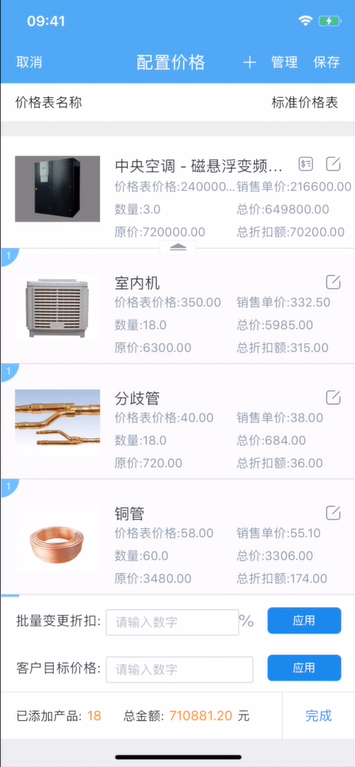 09:41
取消 配置价格 + 管理 保存
价格表名称 标准价格表
中央空调 - 磁悬浮变频...
价格表价格:240000... 销售单价:216600.00
数量:3.0 总价:649800.00
原价:720000.00 总折扣额:70200.00
1
室内机
价格表价格:350.00 销售单价:332.50
数量:18.0 总价:5985.00
原价:6300.00 总折扣额:315.00
1
分歧管
价格表价格:40.00 销售单价:38.00
数量:18.0 总价:684.00
原价:720.00 总折扣额:36.00
1
铜管
价格表价格:58.00 销售单价:55.10
数量:60.0 总价:3306.00
原价:3480.00 总折扣额:174.00
批量变更折扣: 请输入数字 % 应用
客户目标价格: 请输入数字 应用
已添加产品: 18 总金额: 710881.20 元 完成